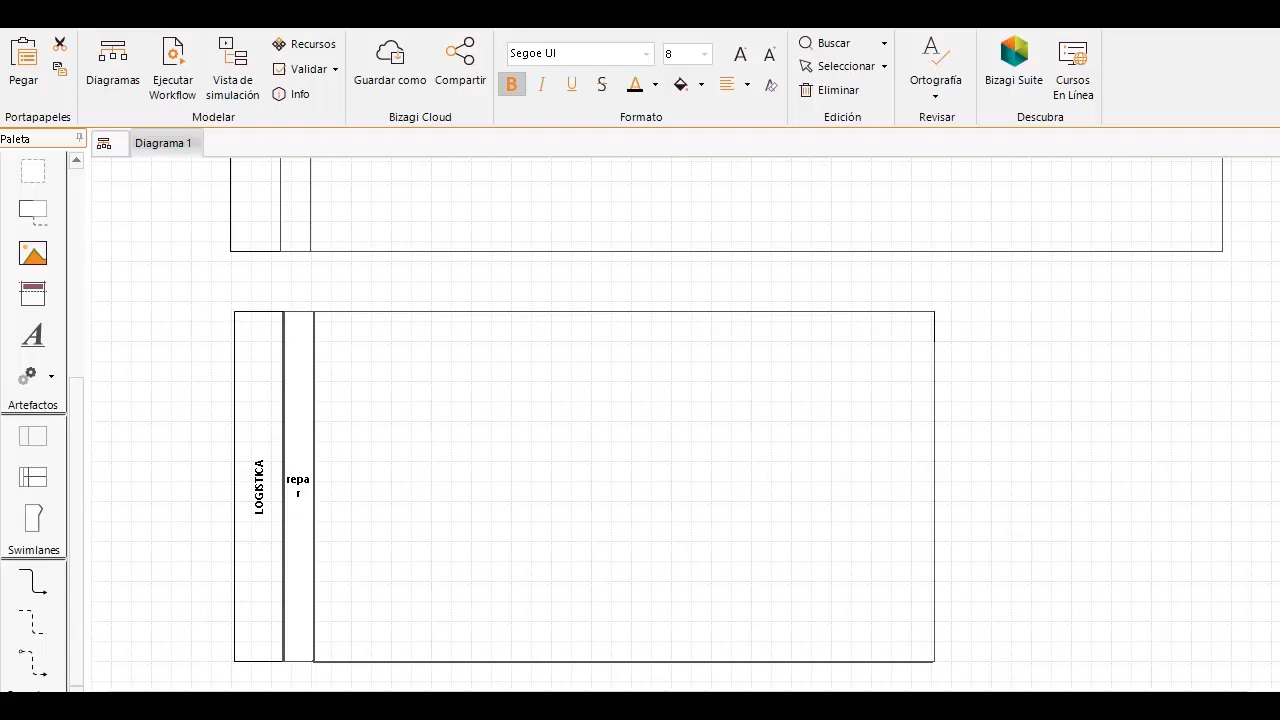 Pegar
Portapapeles
Diagramas
Ejecutar
Workflow
Vista de
simulación
Recursos
Validar
Info
Modelar
Guardar como
Compartir
Bizagi Cloud
Segoe UI
8
A
A
B
I
U
S
A
Formato
Buscar
Seleccionar
Eliminar
Edición
A
Ortografía
Revisar
Bizagi Suite
Cursos
En Línea
Descubra
Paleta
Diagrama 1
A
Artefactos
Swimlanes
LOGISTICA
repa
r